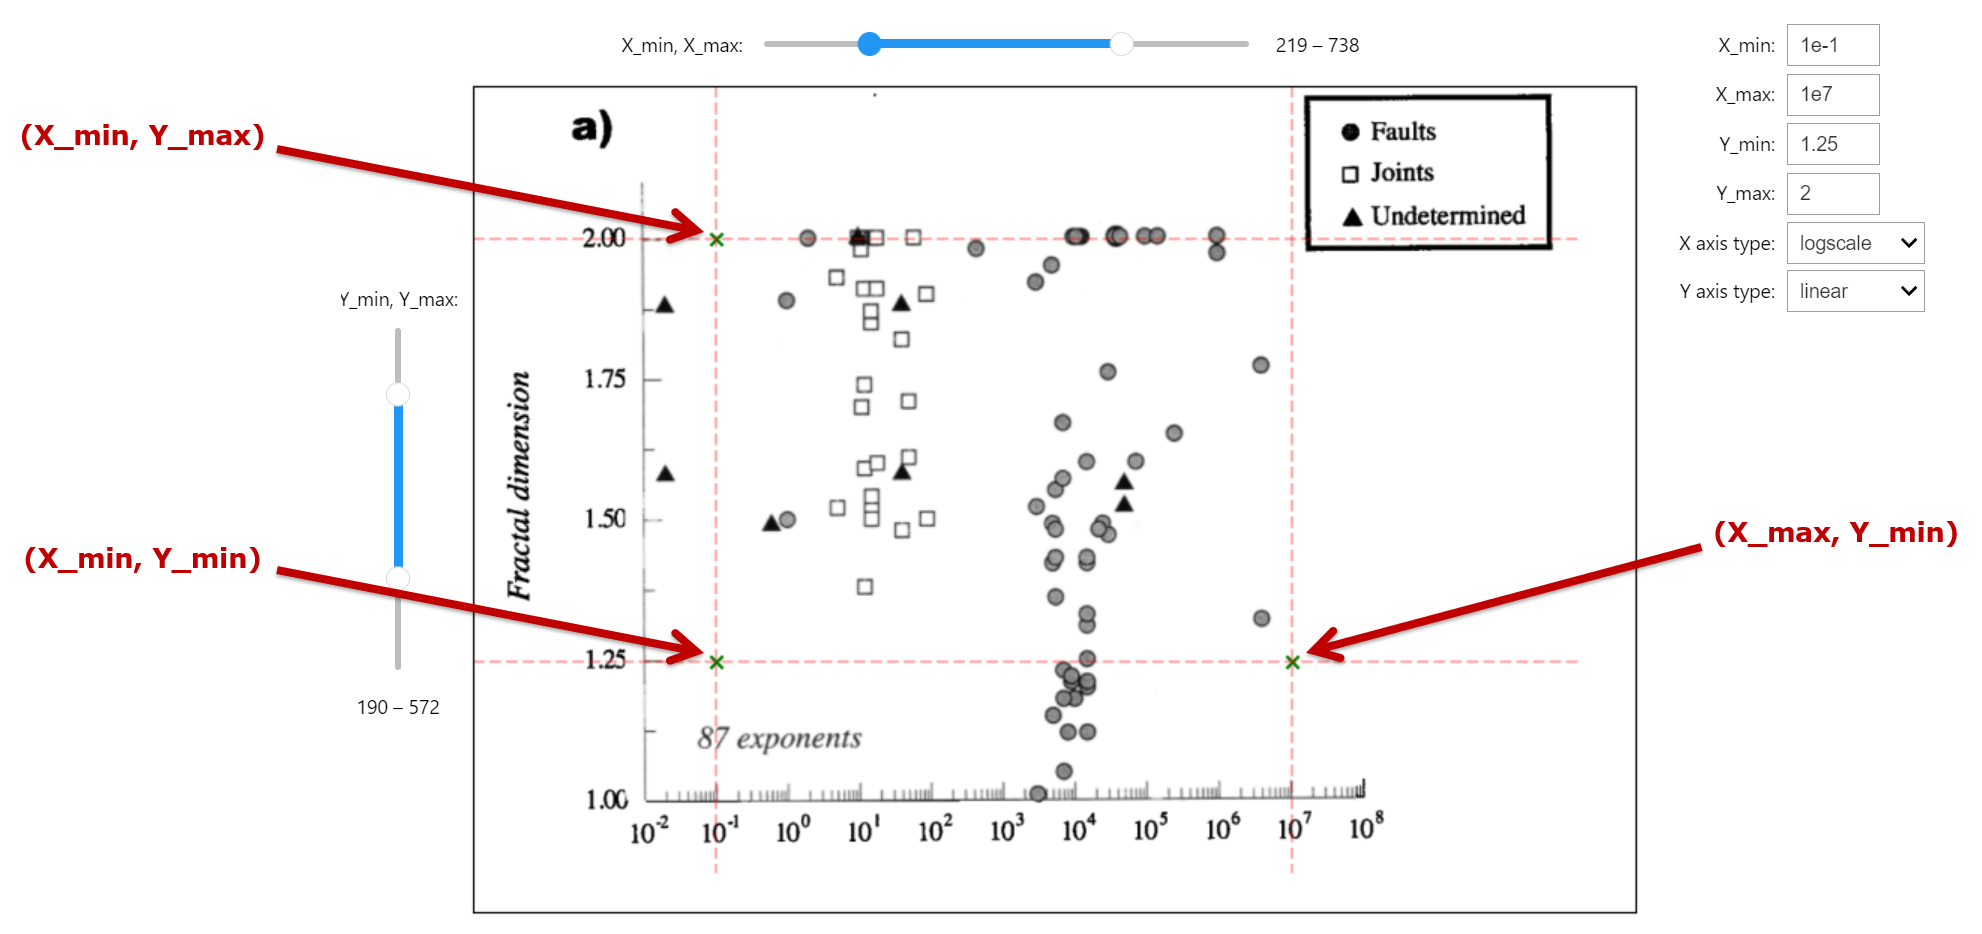 X_min, X_max:
219 – 738
X_min:
1e-1
X_max:
1e7
Y_min:
1.25
Y_max:
2
X axis type:
logscale
Y axis type:
linear
(X_min, Y_max)
a)
Faults
Joints
Undetermined
Y_min, Y_max:
190 – 572
(X_min, Y_min)
(X_max, Y_min)
Fractal dimension
2.00
1.75
1.50
1.25
1.00
87 exponents
10⁻² 10⁻¹ 10⁰ 10¹ 10² 10³ 10⁴ 10⁵ 10⁶ 10⁷ 10⁸